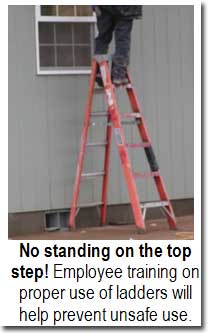 No standing on the top
step! Employee training on
proper use of ladders will
help prevent unsafe use.